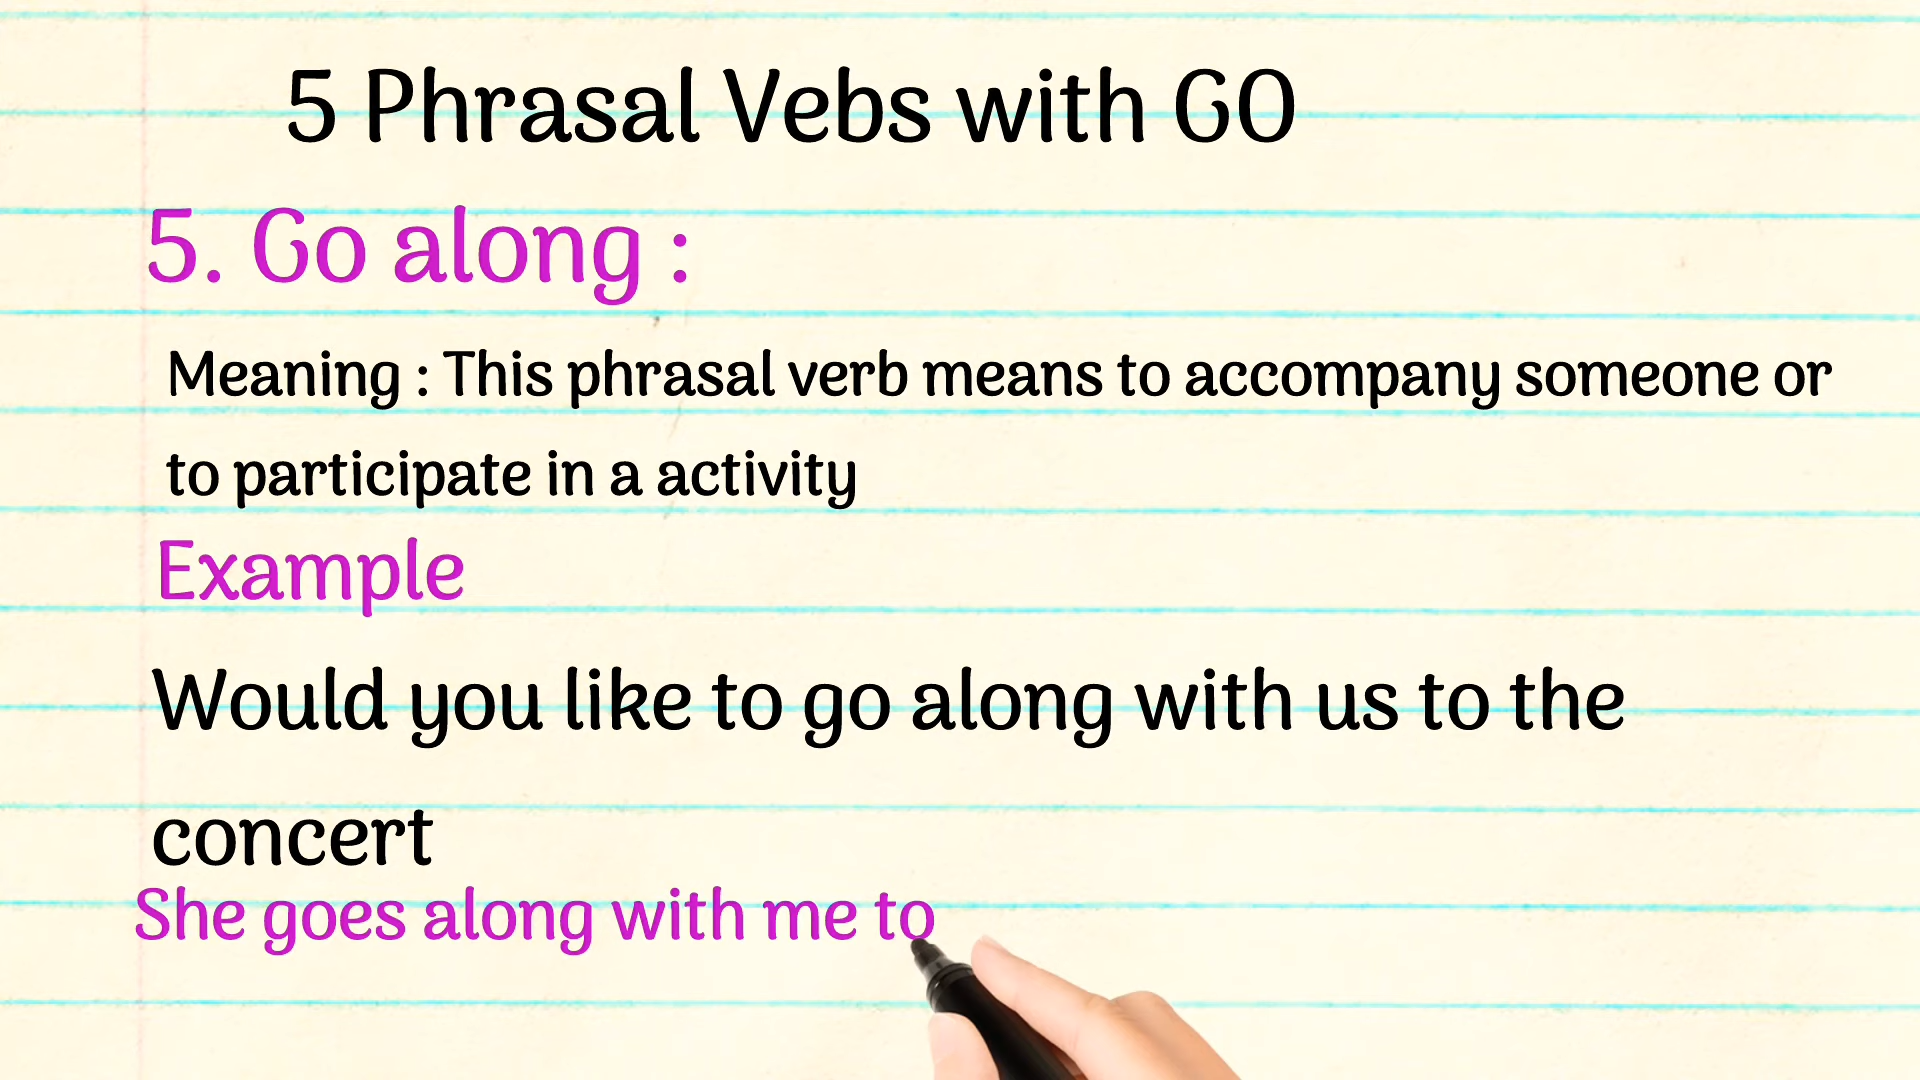 5 Phrasal Vebs with GO
5. Go along :
Meaning : This phrasal verb means to accompany someone or
to participate in a activity
Example
Would you like to go along with us to the
concert
She goes along with me to